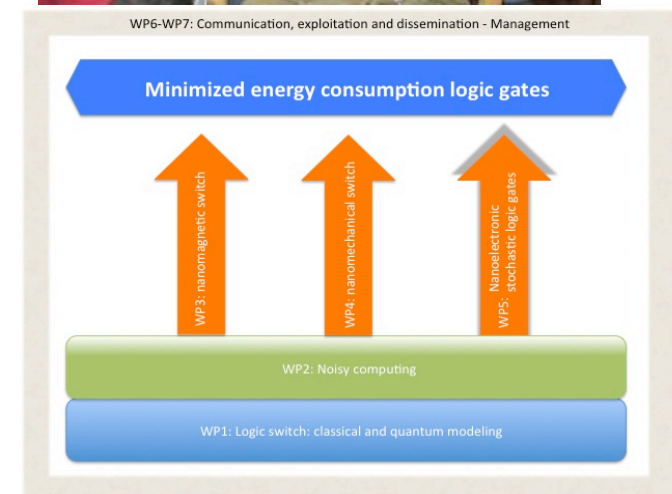 WP6-WP7: Communication, exploitation and dissemination - Management
Minimized energy consumption logic gates
WP3: nanomagnetic switch
WP4: nanomechanical switch
WP5: Nanoelectronic
stochastic logic gates
WP2: Noisy computing
WP1: Logic switch: classical and quantum modeling